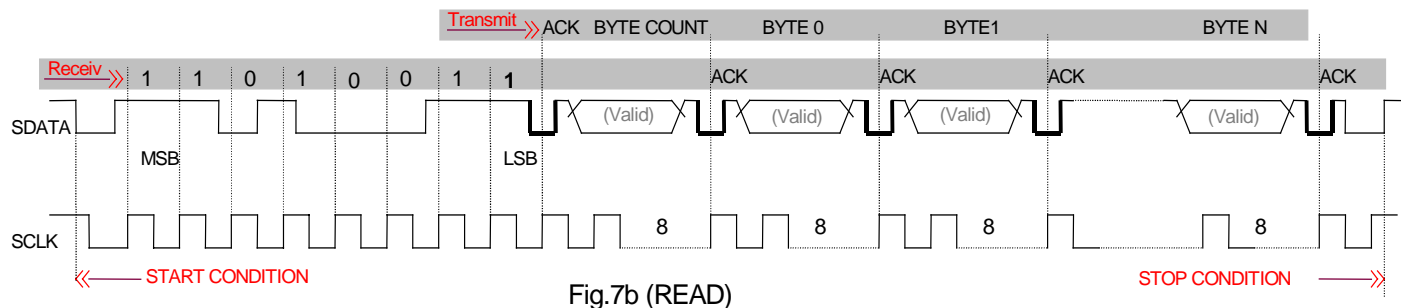 Transmit ACK BYTE COUNT BYTE 0 BYTE1 BYTE N
Receiv 1 1 0 1 0 0 1 1 ACK ACK ACK ACK
SDATA (Valid) (Valid) (Valid) (Valid)
MSB LSB
SCLK 8 8 8 8
START CONDITION STOP CONDITION
Fig.7b (READ)